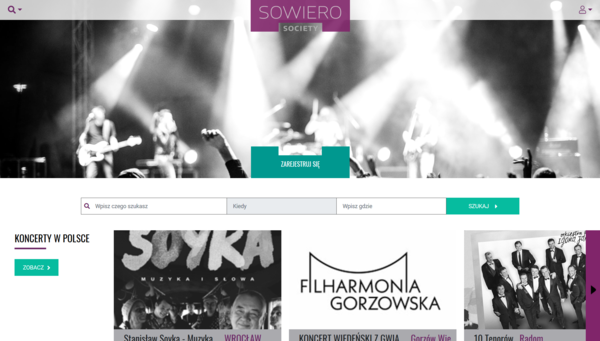 SOWIERO
SOCIETY
ZAREJESTRUJ SIĘ
Wpisz czego szukasz
Kiedy
Wpisz gdzie
SZUKAJ
KONCERTY W POLSCE
ZOBACZ
SOYKA
MUZYKA I SŁOWA
FILHARMONIA
GORZOWSKA
Stanisław Soyka - Muzyka WROCŁAW
KONCERT WIEDEŃSKI Z GWIA Gorzów Wie
10 Tenorów Radom